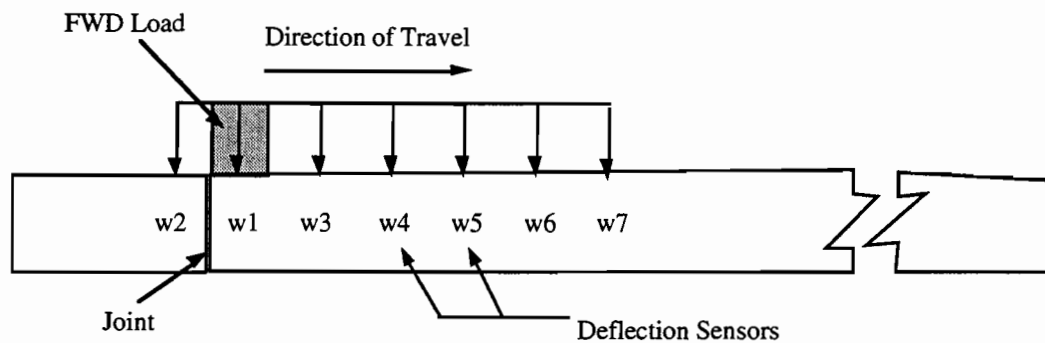 FWD Load
Direction of Travel
w2 w1 w3 w4 w5 w6 w7
Joint
Deflection Sensors